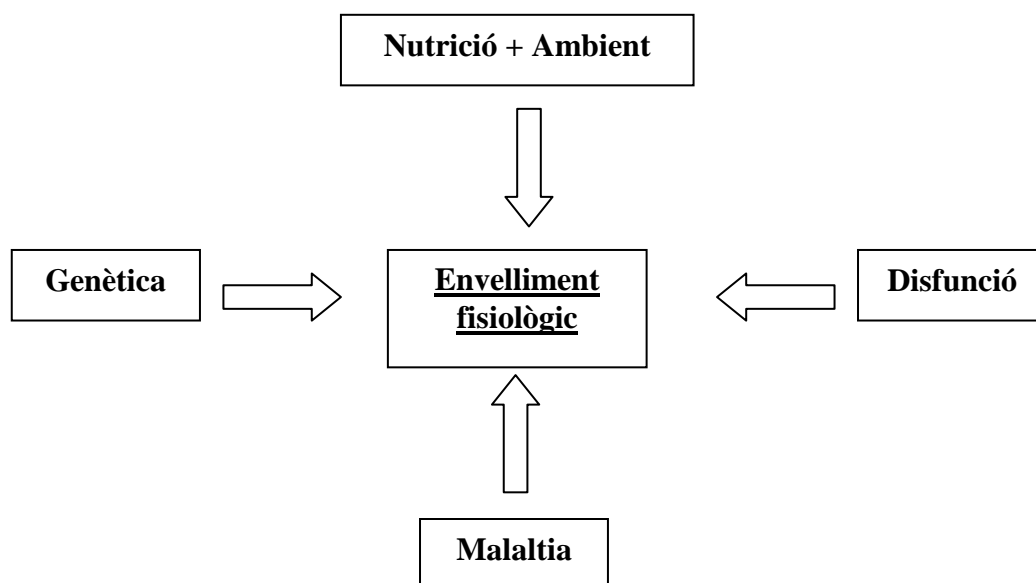 Nutrició + Ambient
Genètica
Envelliment
fisiològic
Disfunció
Malaltia